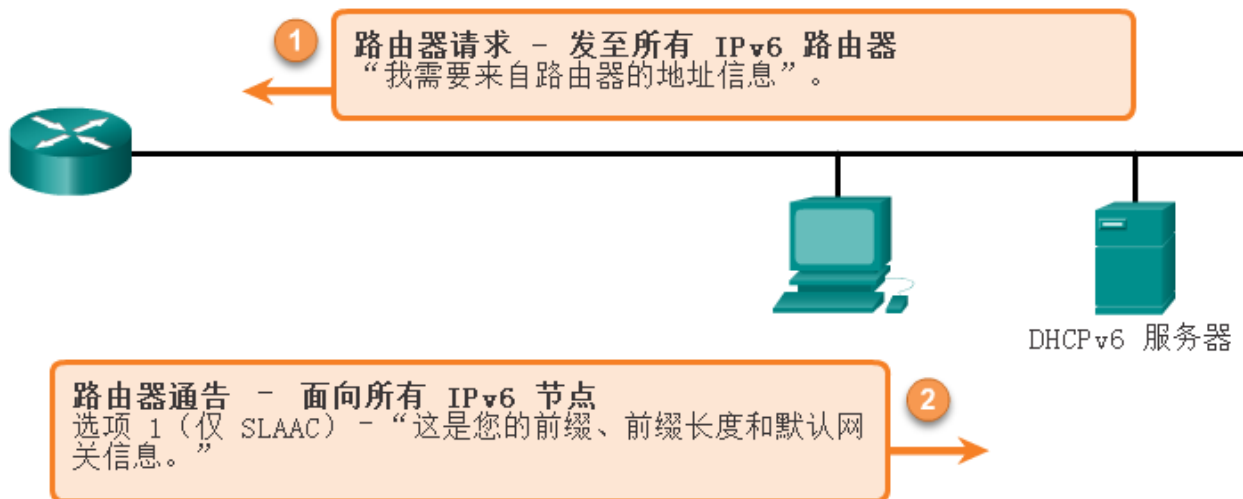 1
路由器请求 - 发至所有 IPv6 路由器
“我需要来自路由器的地址信息”。
DHCPv6 服务器
路由器通告 - 面向所有 IPv6 节点
选项 1（仅 SLAAC）-“这是您的前缀、前缀长度和默认网
关信息。”
2